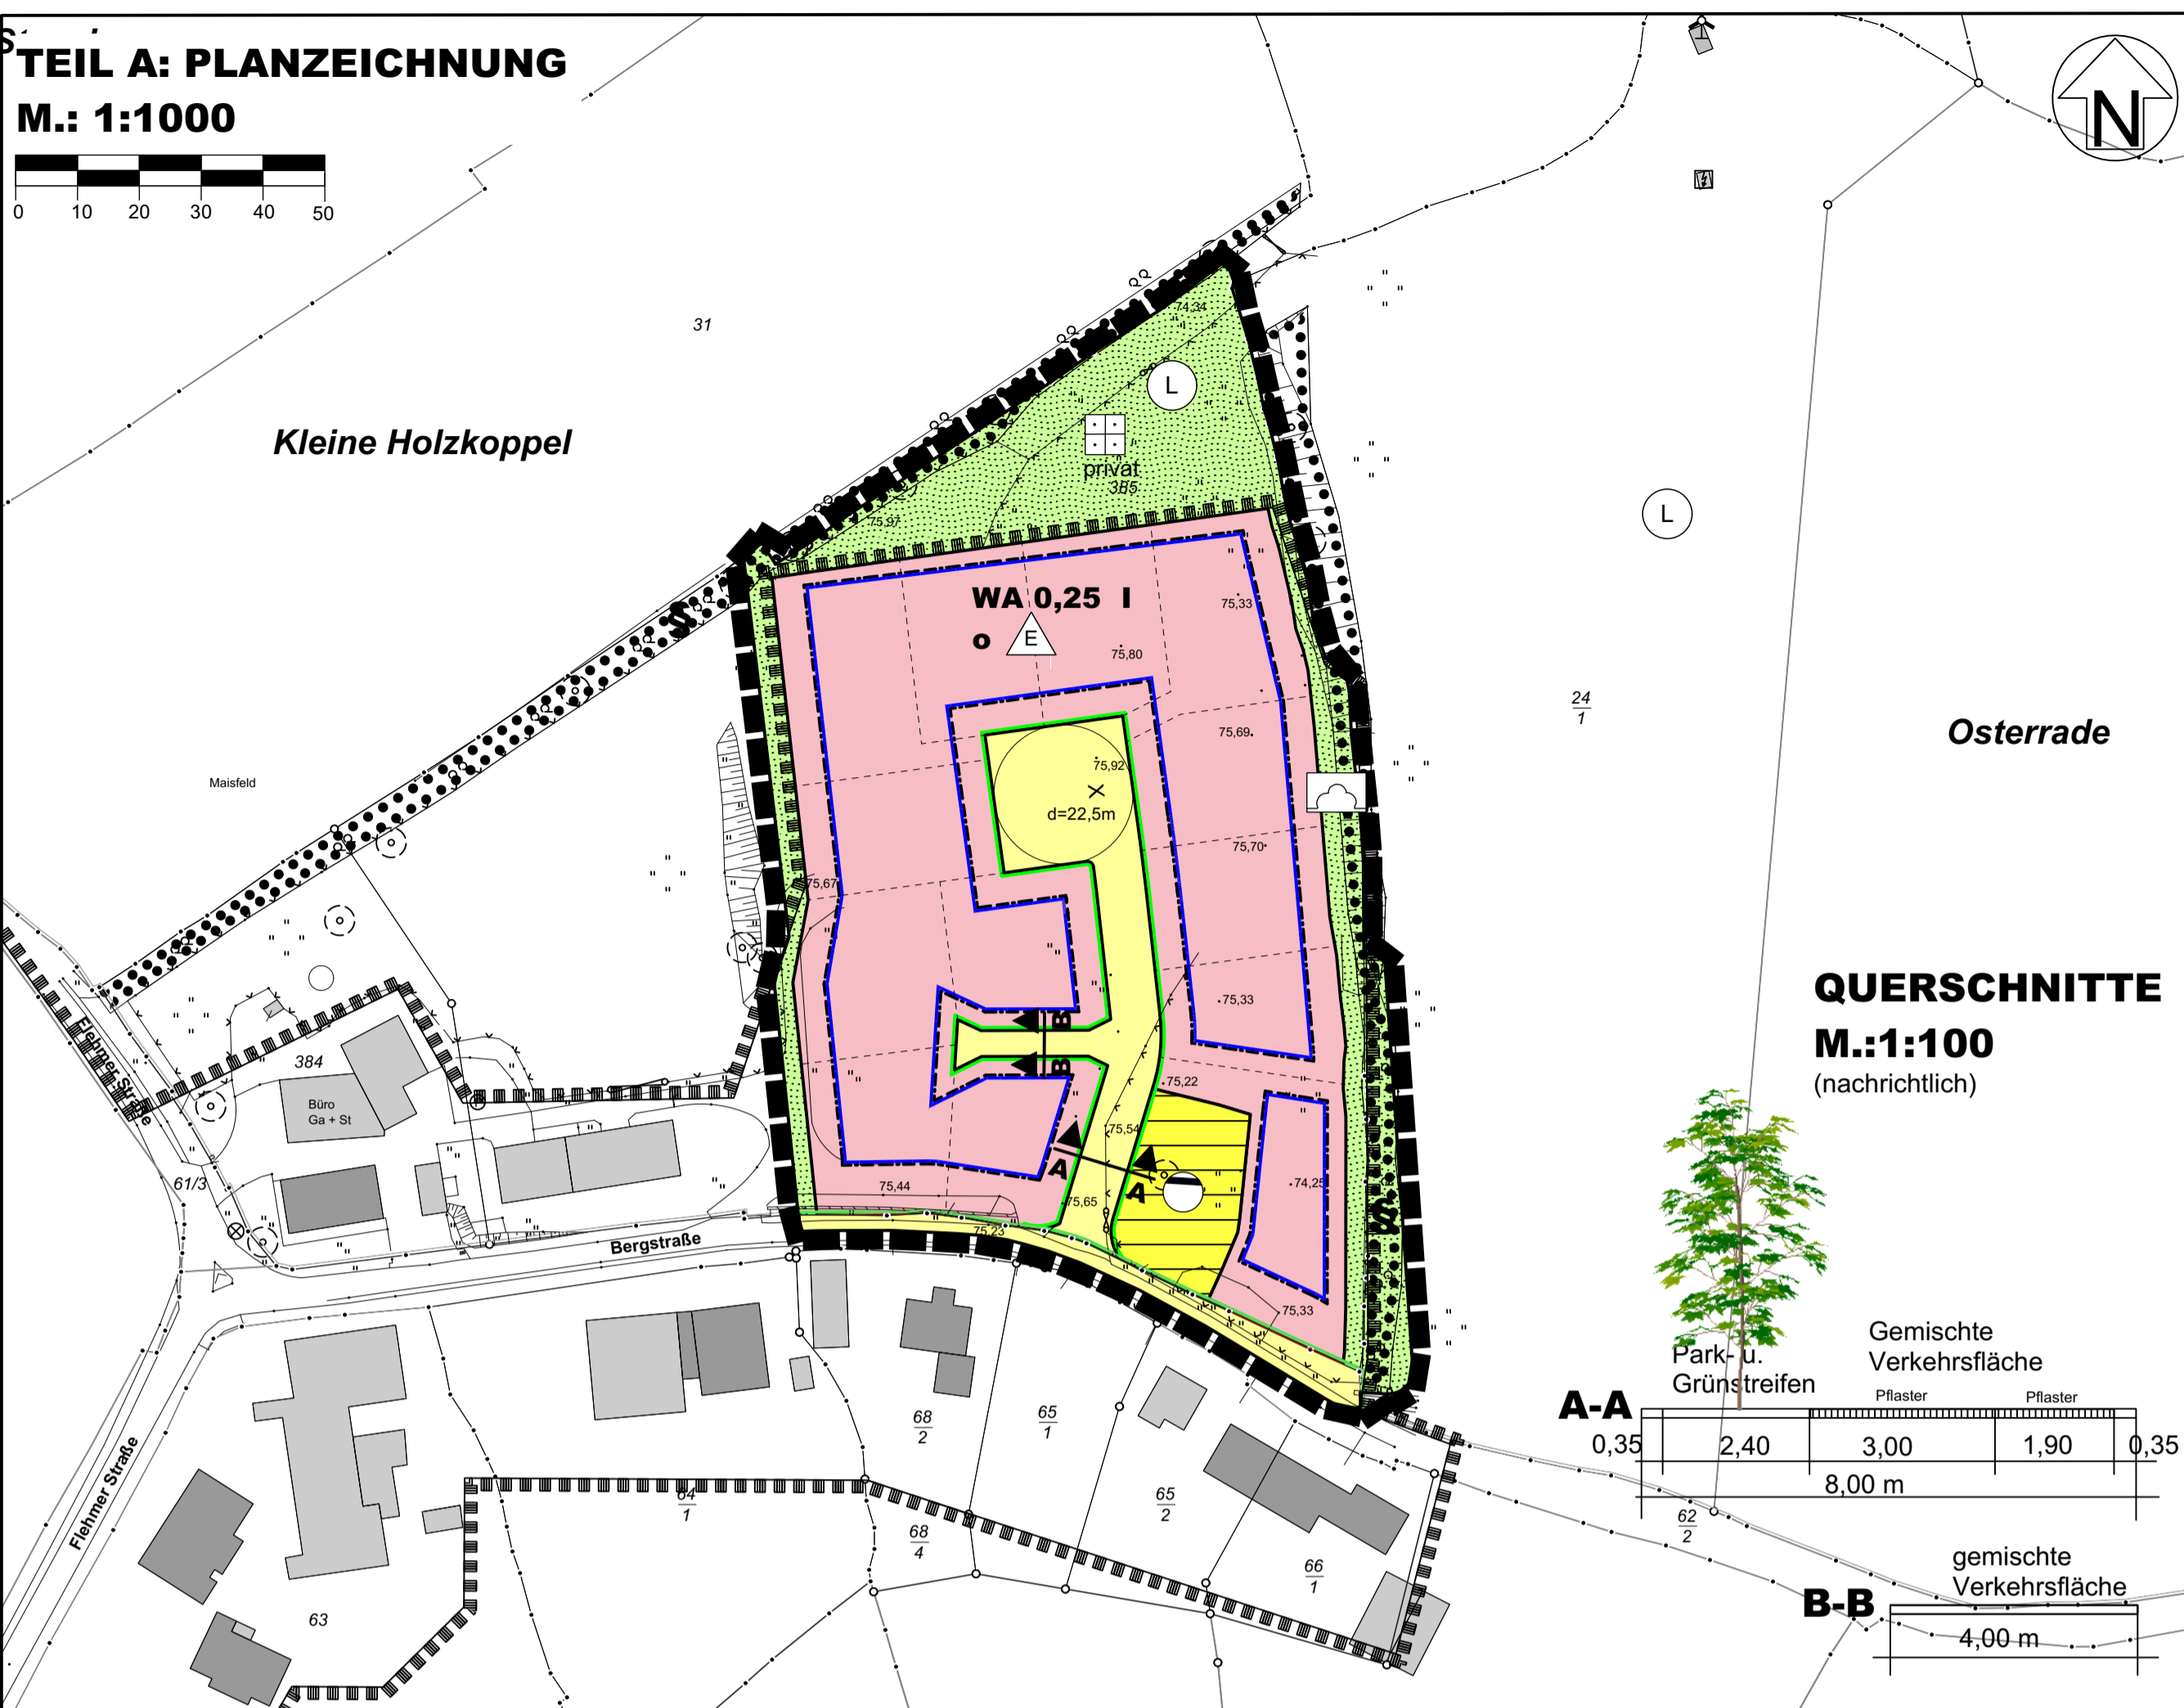 TEIL A: PLANZEICHNUNG
M.: 1:1000
0 10 20 30 40 50
N
31
Kleine Holzkoppel
74,34
L
privat
385
75,97
L
WA 0,25 I
o E
75,33
75,80
24
1
Osterrade
75,69
75,92
d=22,5m
Maisfeld
75,70
75,67
§
QUERSCHNITTE
M.:1:100
(nachrichtlich)
75,33
B
B
Flehmer Straße
384
Büro
Ga + St
75,22
75,54
A
A
61/3
75,44
75,65
74,25
§
75,23
Bergstraße
75,33
Gemischte
Verkehrsfläche
Park- u.
Grünstreifen
Pflaster
Pflaster
A-A
0,35 2,40 3,00 1,90 0,35
8,00 m
68
2
65
1
65
2
64
1
68
4
66
1
62
2
Flehmer Straße
63
gemischte
Verkehrsfläche
B-B
4,00 m